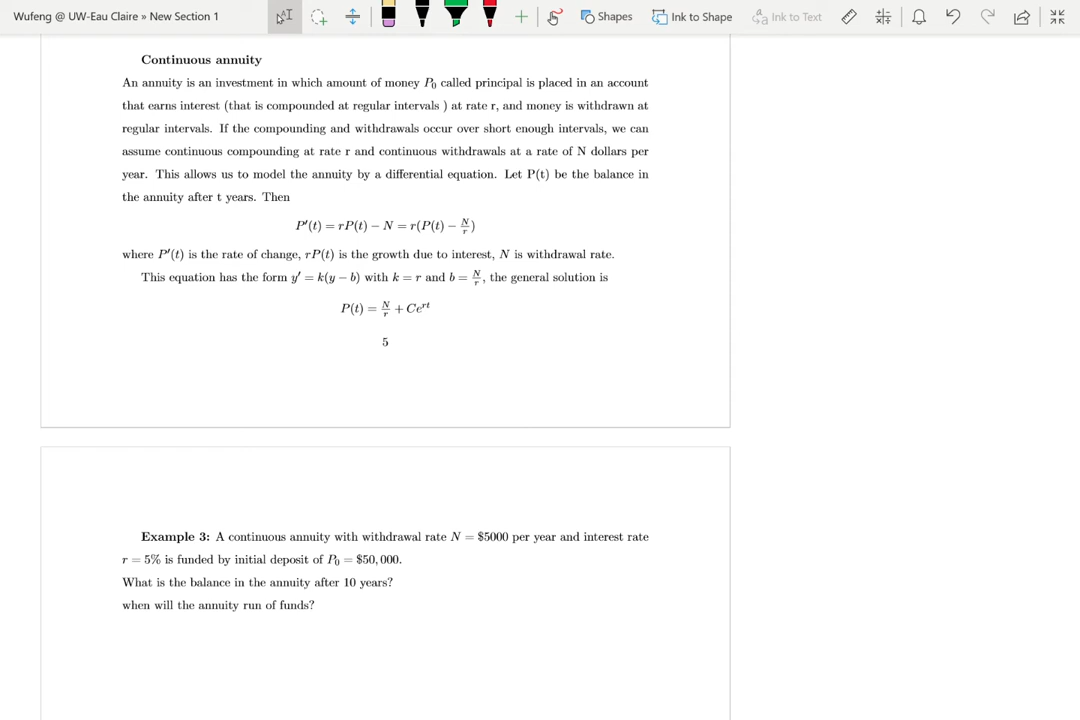 Wufeng @ UW-Eau Claire » New Section 1
Shapes
Ink to Shape
Ink to Text
Continuous annuity
An annuity is an investment in which amount of money P₀ called principal is placed in an account
that earns interest (that is compounded at regular intervals ) at rate r, and money is withdrawn at
regular intervals. If the compounding and withdrawals occur over short enough intervals, we can
assume continuous compounding at rate r and continuous withdrawals at a rate of N dollars per
year. This allows us to model the annuity by a differential equation. Let P(t) be the balance in
the annuity after t years. Then
P′(t) = rP(t) − N = r(P(t) − N/r)
where P′(t) is the rate of change, rP(t) is the growth due to interest, N is withdrawal rate.
This equation has the form y′ = k(y − b) with k = r and b = N/r, the general solution is
P(t) = N/r + Ceʳᵗ
5
Example 3: A continuous annuity with withdrawal rate N = $5000 per year and interest rate
r = 5% is funded by initial deposit of P₀ = $50,000.
What is the balance in the annuity after 10 years?
when will the annuity run of funds?